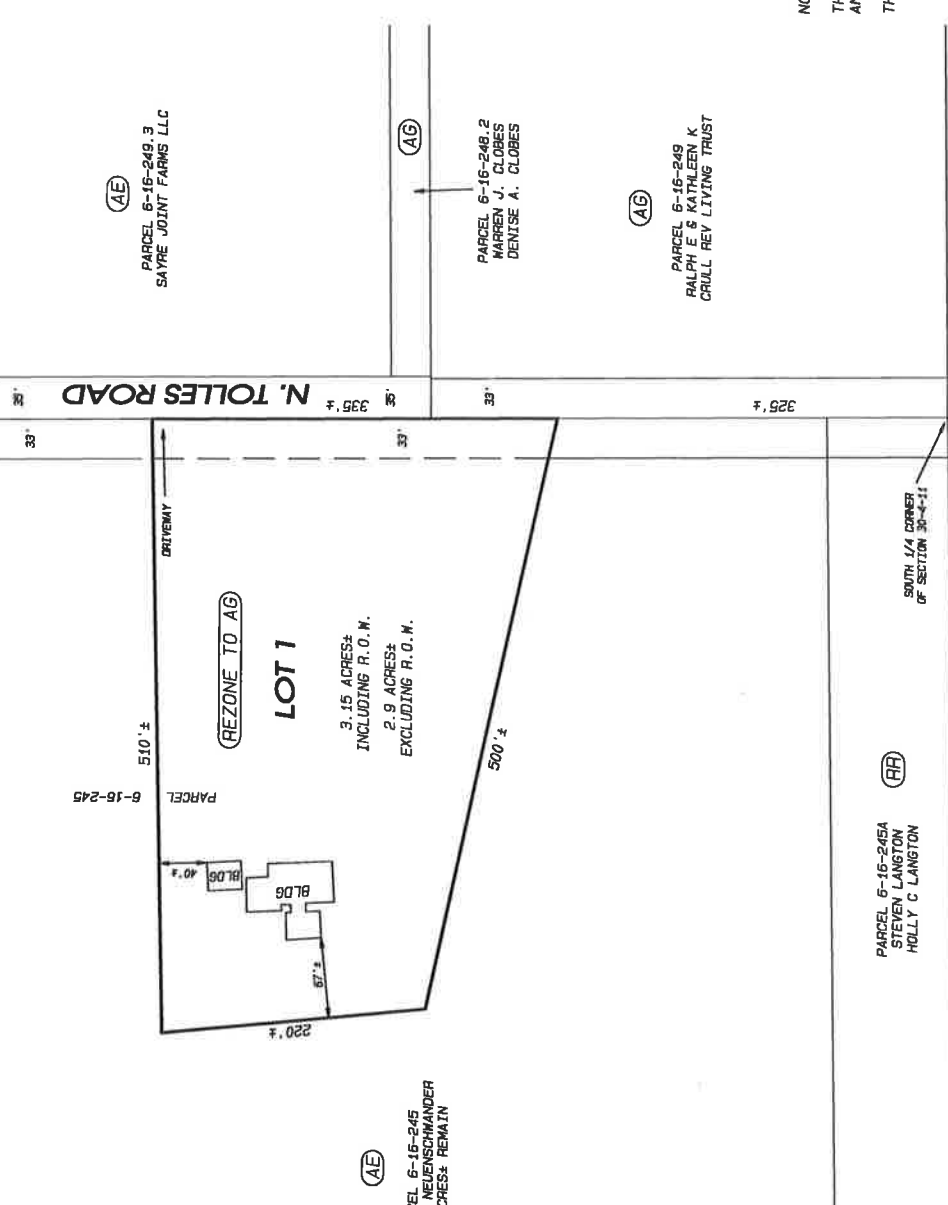 NO
TH
AN
TH
(AE)
PARCEL 6-16-249.3
SAYRE JOINT FARMS LLC
(AG)
PARCEL 6-16-248.2
WARREN J. CLOBES
DENISE A. CLOBES
(AG)
PARCEL 6-16-249
RALPH E & KATHLEEN K
CRULL REV LIVING TRUST
35'
N. TOLLES ROAD
335'±
35'
33'
325'±
33'
33'
DRIVEWAY
SOUTH 1/4 CORNER
OF SECTION 30-4-11
510'±
PARCEL 6-16-245
REZONE TO AG
LOT 1
3.15 ACRES±
INCLUDING R.O.W.
2.9 ACRES±
EXCLUDING R.O.W.
500'±
40'±
BLDG
BLDG
67'±
220'±
(RR)
PARCEL 6-16-245A
STEVEN LANGTON
HOLLY C LANGTON
(AE)
EL 6-16-245
NEUENSCHWANDER
CRES± REMAIN